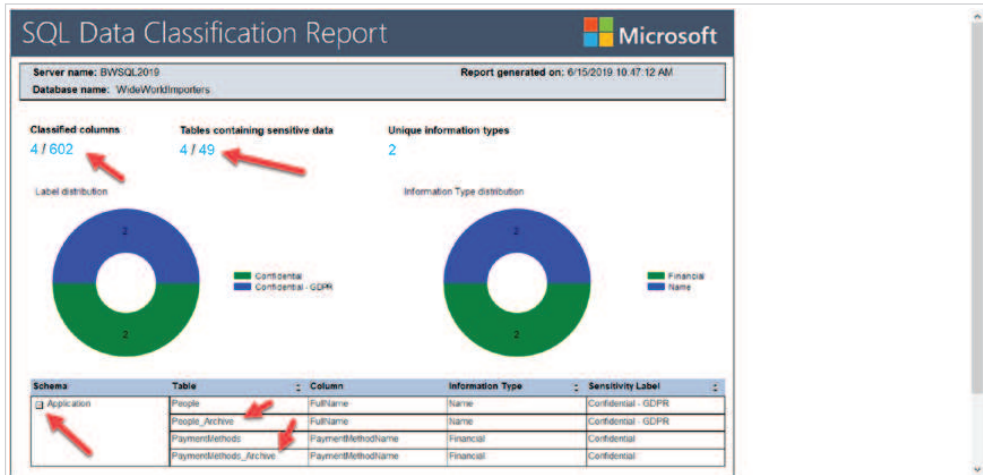 SQL Data Classification Report
Microsoft
Server name: BWSQL2019
Report generated on: 6/15/2019 10:47:12 AM
Database name: WideWorldImporters
Classified columns
Tables containing sensitive data
Unique information types
4 / 602
4 / 49
2
Label distribution
Information Type distribution
2
2
Confidential
Confidential - GDPR
2
2
Financial
Name
Schema Table Column Information Type Sensitivity Label
Application People FullName Name Confidential - GDPR
People_Archive FullName Name Confidential - GDPR
PaymentMethods PaymentMethodName Financial Confidential
PaymentMethods_Archive PaymentMethodName Financial Confidential